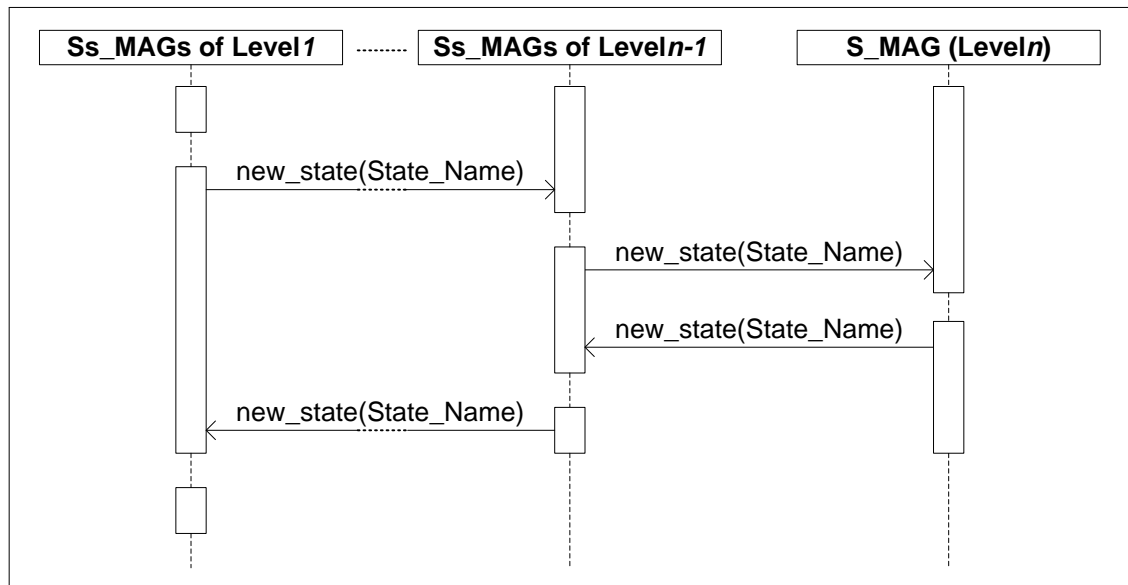 Ss_MAGs of Level1
Ss_MAGs of Leveln-1
S_MAG (Leveln)
new_state(State_Name)
new_state(State_Name)
new_state(State_Name)
new_state(State_Name)